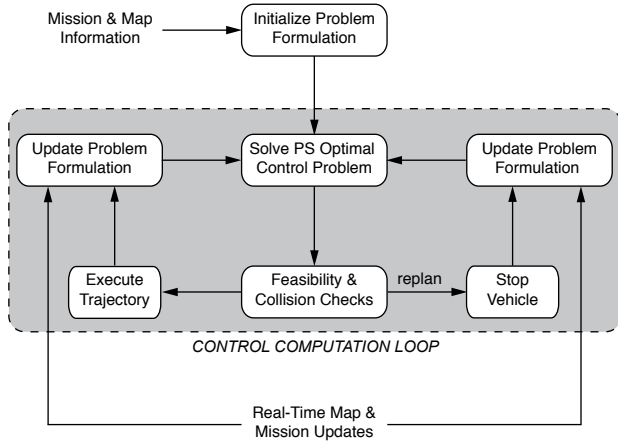 Mission & Map
Information
Initialize Problem
Formulation
Update Problem
Formulation
Solve PS Optimal
Control Problem
Update Problem
Formulation
Execute
Trajectory
Feasibility &
Collision Checks
replan
Stop
Vehicle
CONTROL COMPUTATION LOOP
Real-Time Map &
Mission Updates